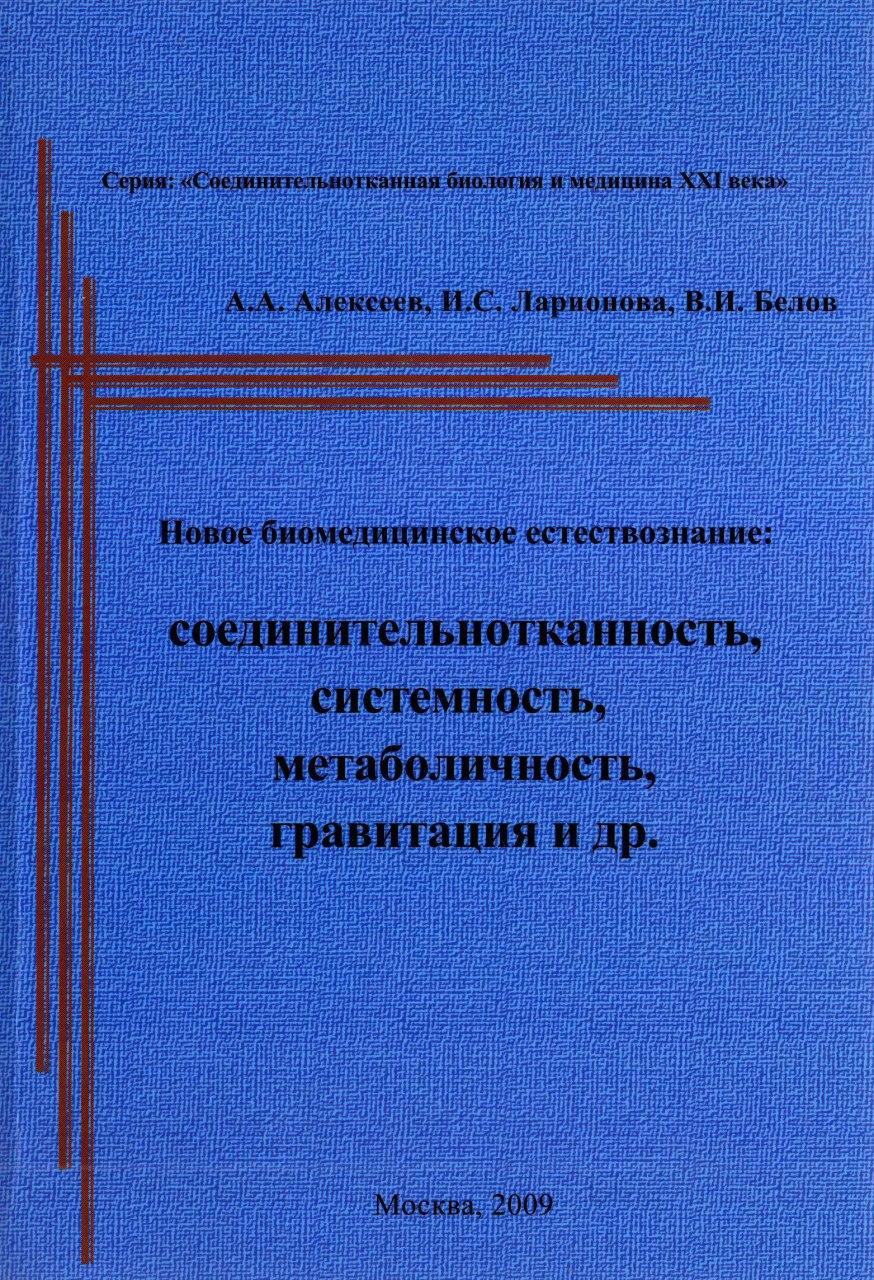 Серия: «Соединительнотканная биология и медицина XXI века»
А.А. Алексеев, И.С. Ларионова, В.И. Белов
Новое биомедицинское естествознание:
соединительнотканность,
системность,
метаболичность,
гравитация и др.
Москва, 2009